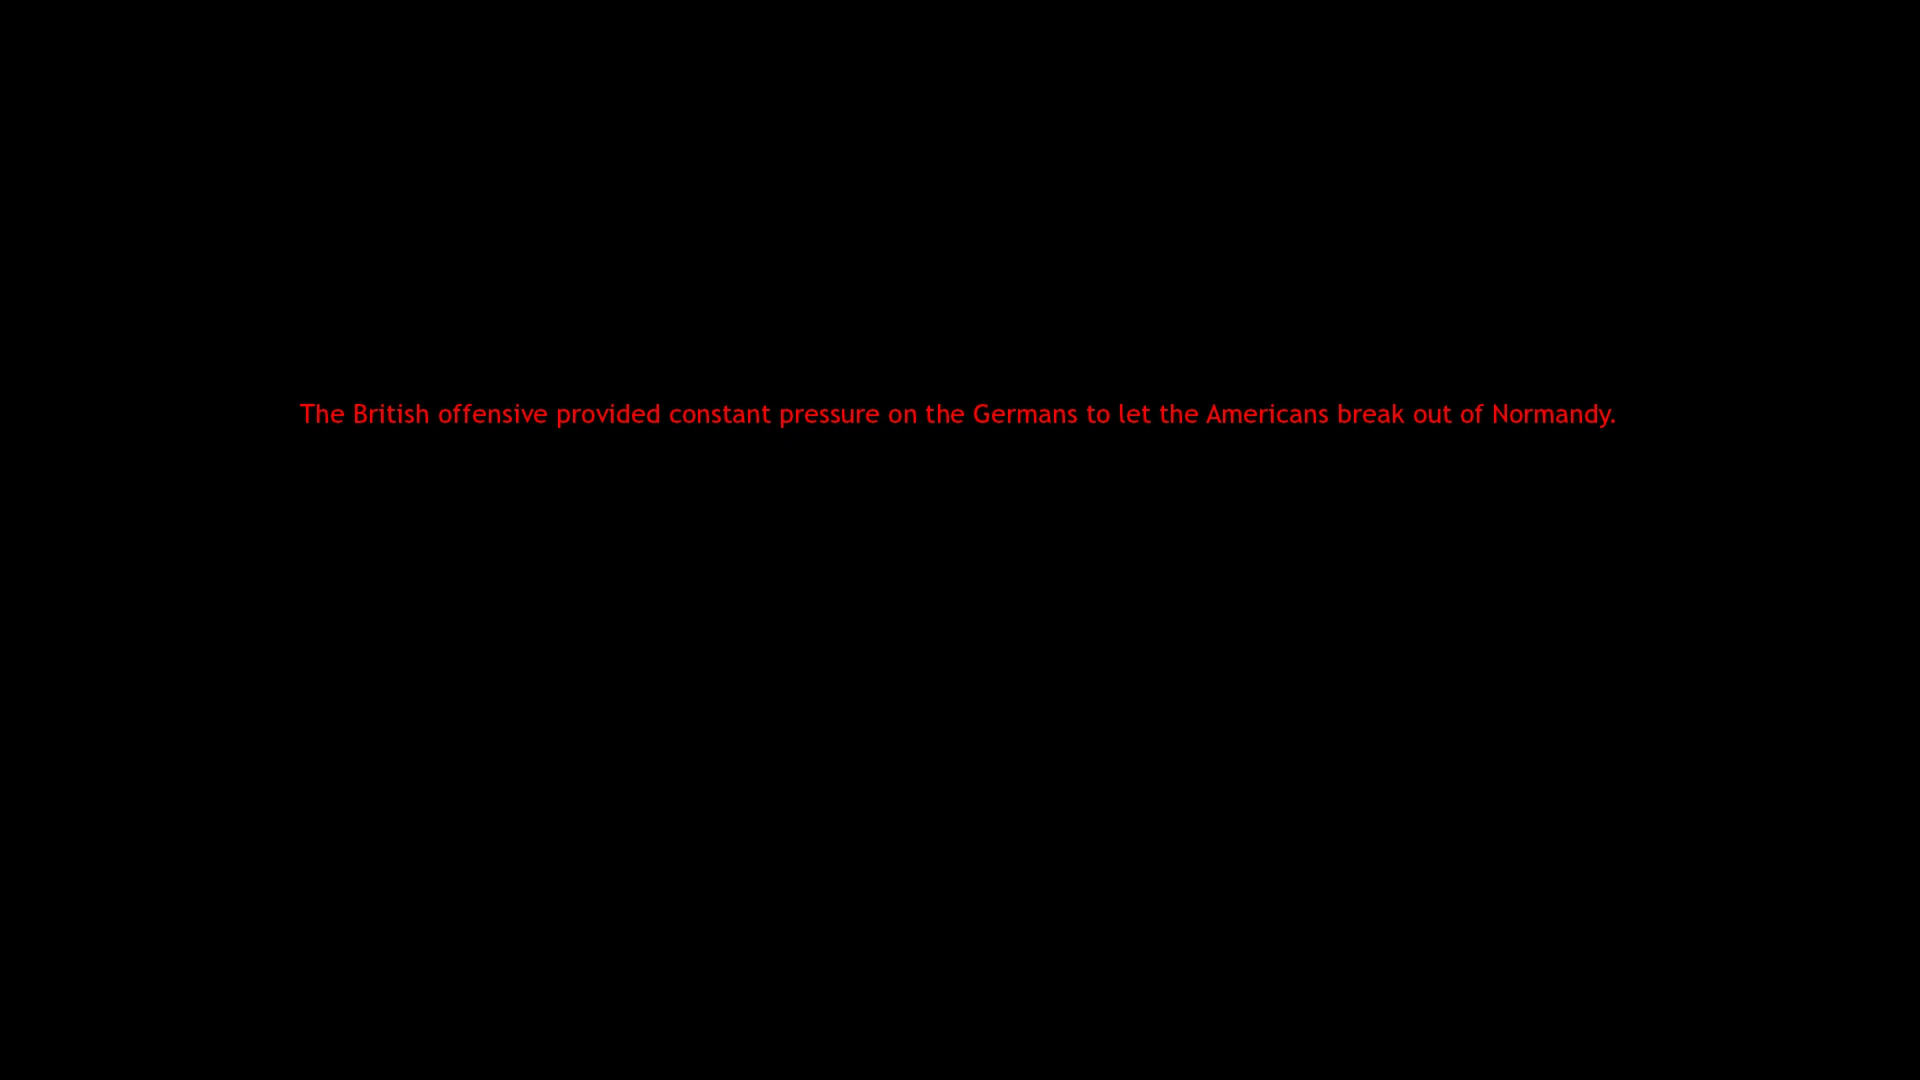 The British offensive provided constant pressure on the Germans to let the Americans break out of Normandy.